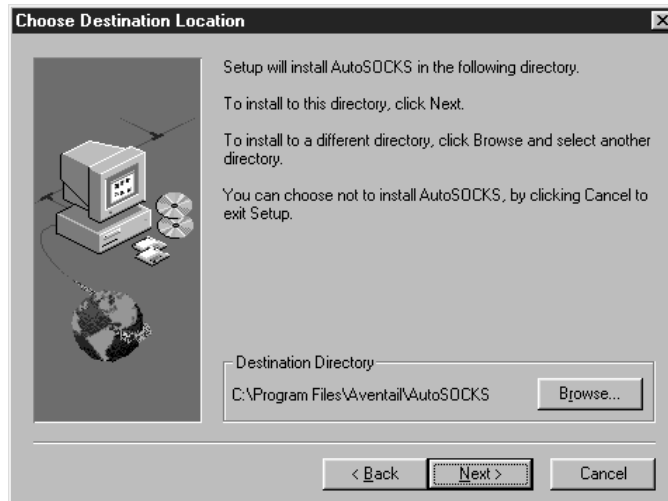 Choose Destination Location
Setup will install AutoSOCKS in the following directory.
To install to this directory, click Next.
To install to a different directory, click Browse and select another
directory.
You can choose not to install AutoSOCKS, by clicking Cancel to
exit Setup.
Destination Directory
C:\Program Files\Aventail\AutoSOCKS
Browse...
< Back
Next >
Cancel